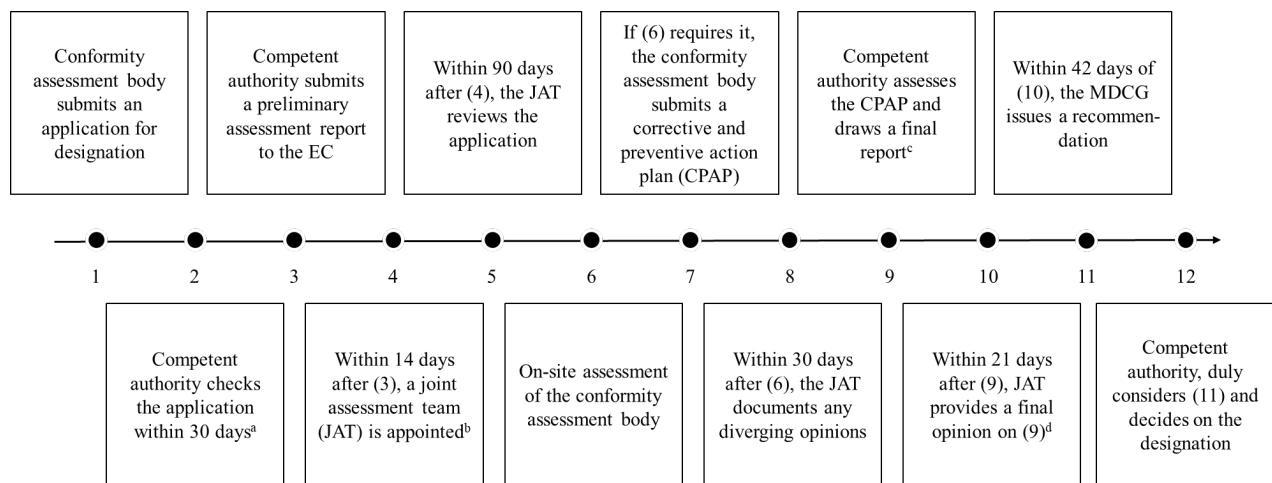 Conformity
assessment body
submits an
application for
designation
Competent
authority submits
a preliminary
assessment report
to the EC
Within 90 days
after (4), the JAT
reviews the
application
If (6) requires it,
the conformity
assessment body
submits a
corrective and
preventive action
plan (CPAP)
Competent
authority assesses
the CPAP and
draws a final
reportᶜ
Within 42 days of
(10), the MDCG
issues a
recommen-
dation
1 2 3 4 5 6 7 8 9 10 11 12
Competent
authority checks
the application
within 30 daysᵃ
Within 14 days
after (3), a joint
assessment team
(JAT) is appointedᵇ
On-site assessment
of the conformity
assessment body
Within 30 days
after (6), the JAT
documents any
diverging opinions
Within 21 days
after (9), JAT
provides a final
opinion on (9)ᵈ
Competent
authority, duly
considers (11) and
decides on the
designation